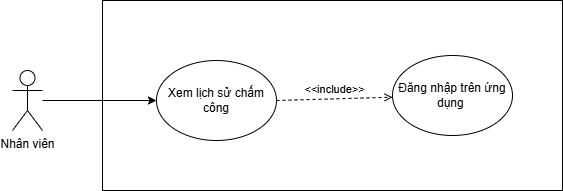 Xem lịch sử chấm
công
<<include>>
Đăng nhập trên ứng
dụng
Nhân viên